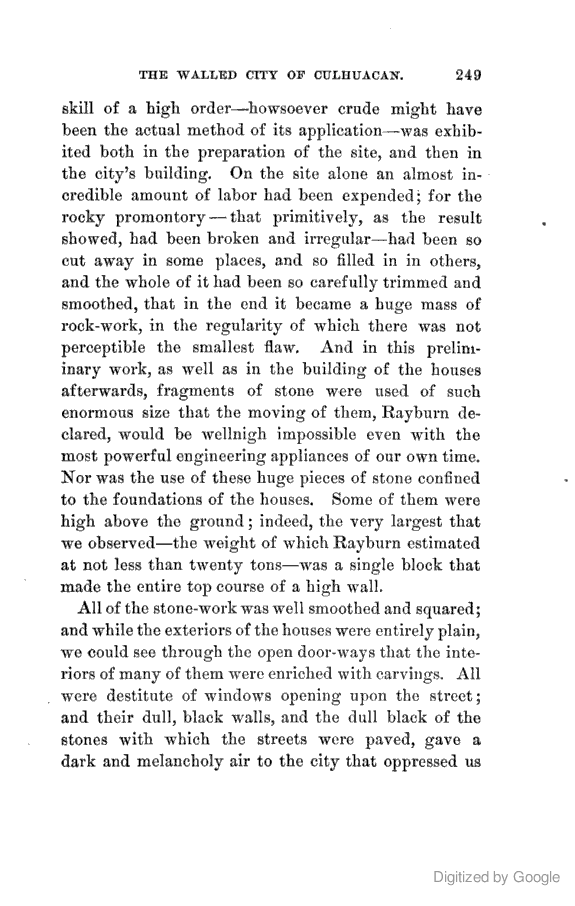 THE WALLED CITY OF CULHUACAN. 249
skill of a high order—howsoever crude might have
been the actual method of its application—was exhib-
ited both in the preparation of the site, and then in
the city's building. On the site alone an almost in-
credible amount of labor had been expended; for the
rocky promontory—that primitively, as the result
showed, had been broken and irregular—had been so
cut away in some places, and so filled in in others,
and the whole of it had been so carefully trimmed and
smoothed, that in the end it became a huge mass of
rock-work, in the regularity of which there was not
perceptible the smallest flaw. And in this prelim-
inary work, as well as in the building of the houses
afterwards, fragments of stone were used of such
enormous size that the moving of them, Rayburn de-
clared, would be wellnigh impossible even with the
most powerful engineering appliances of our own time.
Nor was the use of these huge pieces of stone confined
to the foundations of the houses. Some of them were
high above the ground; indeed, the very largest that
we observed—the weight of which Rayburn estimated
at not less than twenty tons—was a single block that
made the entire top course of a high wall.
All of the stone-work was well smoothed and squared;
and while the exteriors of the houses were entirely plain,
we could see through the open door-ways that the inte-
riors of many of them were enriched with carvings. All
were destitute of windows opening upon the street;
and their dull, black walls, and the dull black of the
stones with which the streets were paved, gave a
dark and melancholy air to the city that oppressed us
Digitized by Google